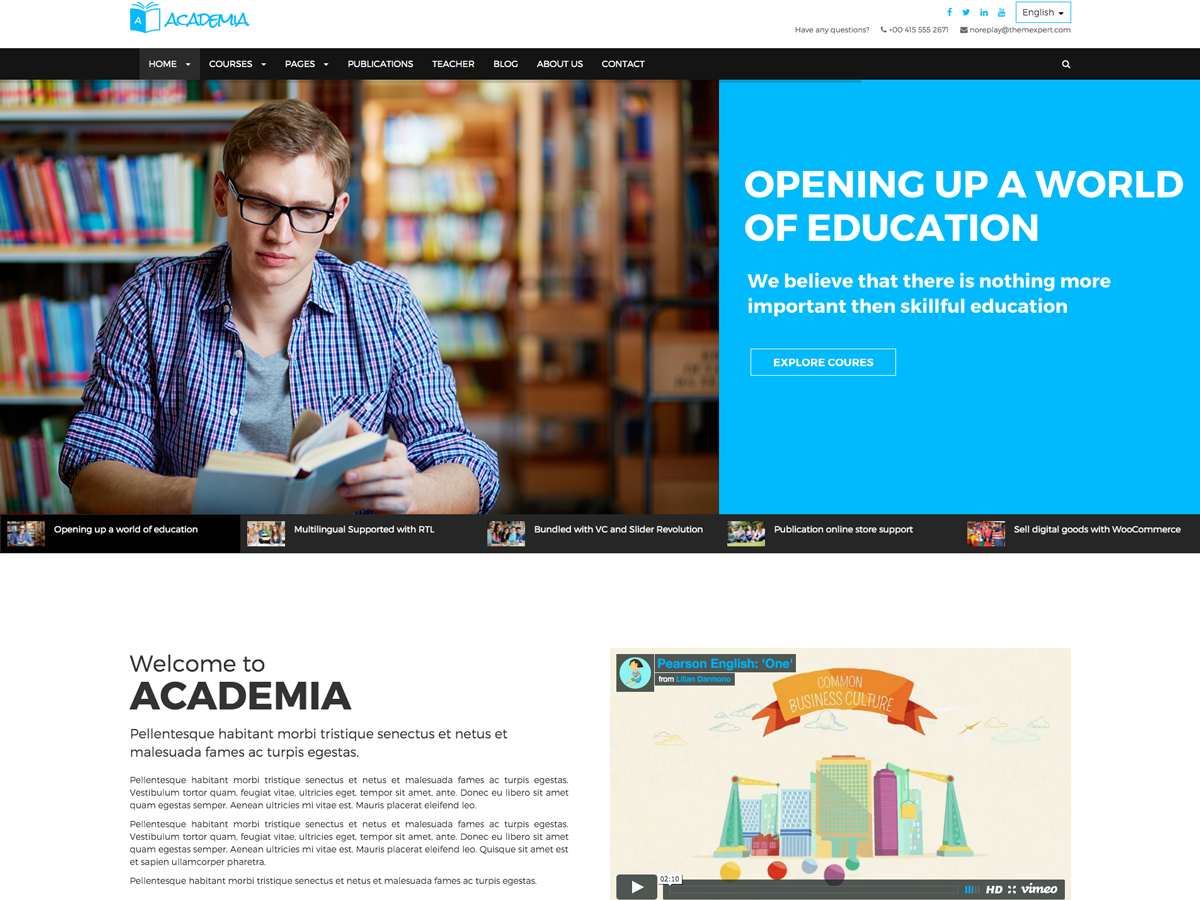 A ACADEMIA
English
Have any questions? +00 415 555 2671 noreplay@themexpert.com
HOME COURSES PAGES PUBLICATIONS TEACHER BLOG ABOUT US CONTACT
OPENING UP A WORLD
OF EDUCATION
We believe that there is nothing more
important then skillful education
EXPLORE COURES
Opening up a world of education
Multilingual Supported with RTL
Bundled with VC and Slider Revolution
Publication online store support
Sell digital goods with WooCommerce
Welcome to
ACADEMIA
Pellentesque habitant morbi tristique senectus et netus et
malesuada fames ac turpis egestas.
Pellentesque habitant morbi tristique senectus et netus et malesuada fames ac turpis egestas.
Vestibulum tortor quam, feugiat vitae, ultricies eget, tempor sit amet, ante. Donec eu libero sit amet
quam egestas semper. Aenean ultricies mi vitae est. Mauris placerat eleifend leo.
Pellentesque habitant morbi tristique senectus et netus et malesuada fames ac turpis egestas.
Vestibulum tortor quam, feugiat vitae, ultricies eget, tempor sit amet, ante. Donec eu libero sit amet
quam egestas semper. Aenean ultricies mi vitae est. Mauris placerat eleifend leo. Quisque sit amet est
et sapien ullamcorper pharetra.
Pellentesque habitant morbi tristique senectus et netus et malesuada fames ac turpis egestas.
Pearson English: 'One'
from Lilian Darmono
COMMON
BUSINESS CULTURE
02:10
HD vimeo